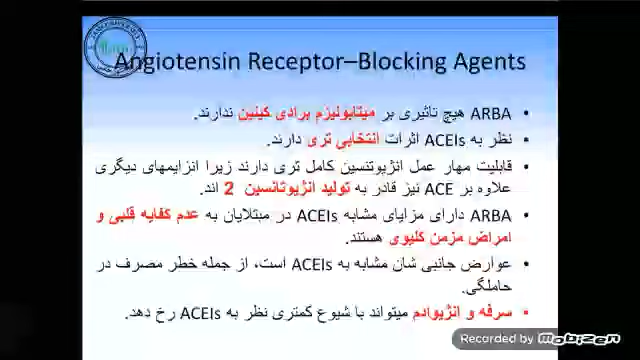 Angiotensin Receptor–Blocking Agents
• ARBA هیچ تاثیری بر میتابولیزم برادی کینین ندارند.
• نظر به ACEIs اثرات انتخابی تری دارند.
• قابلیت مهار عمل انژیوتنسین کامل تری دارند زیرا انزایمهای دیگری
علاوه بر ACE نیز قادر به تولید انژیوتانسین 2 اند.
• ARBA دارای مزایای مشابه ACEIs در مبتلایان به عدم کفایه قلبی و
امراض مزمن کلیوی هستند.
• عوارض جانبی شان مشابه به ACEIs است، از جمله خطر مصرف در
حاملگی.
• سرفه و انژیوادم میتواند با شیوع کمتری نظر به ACEIs رخ دهد.
Recorded by Mobizen